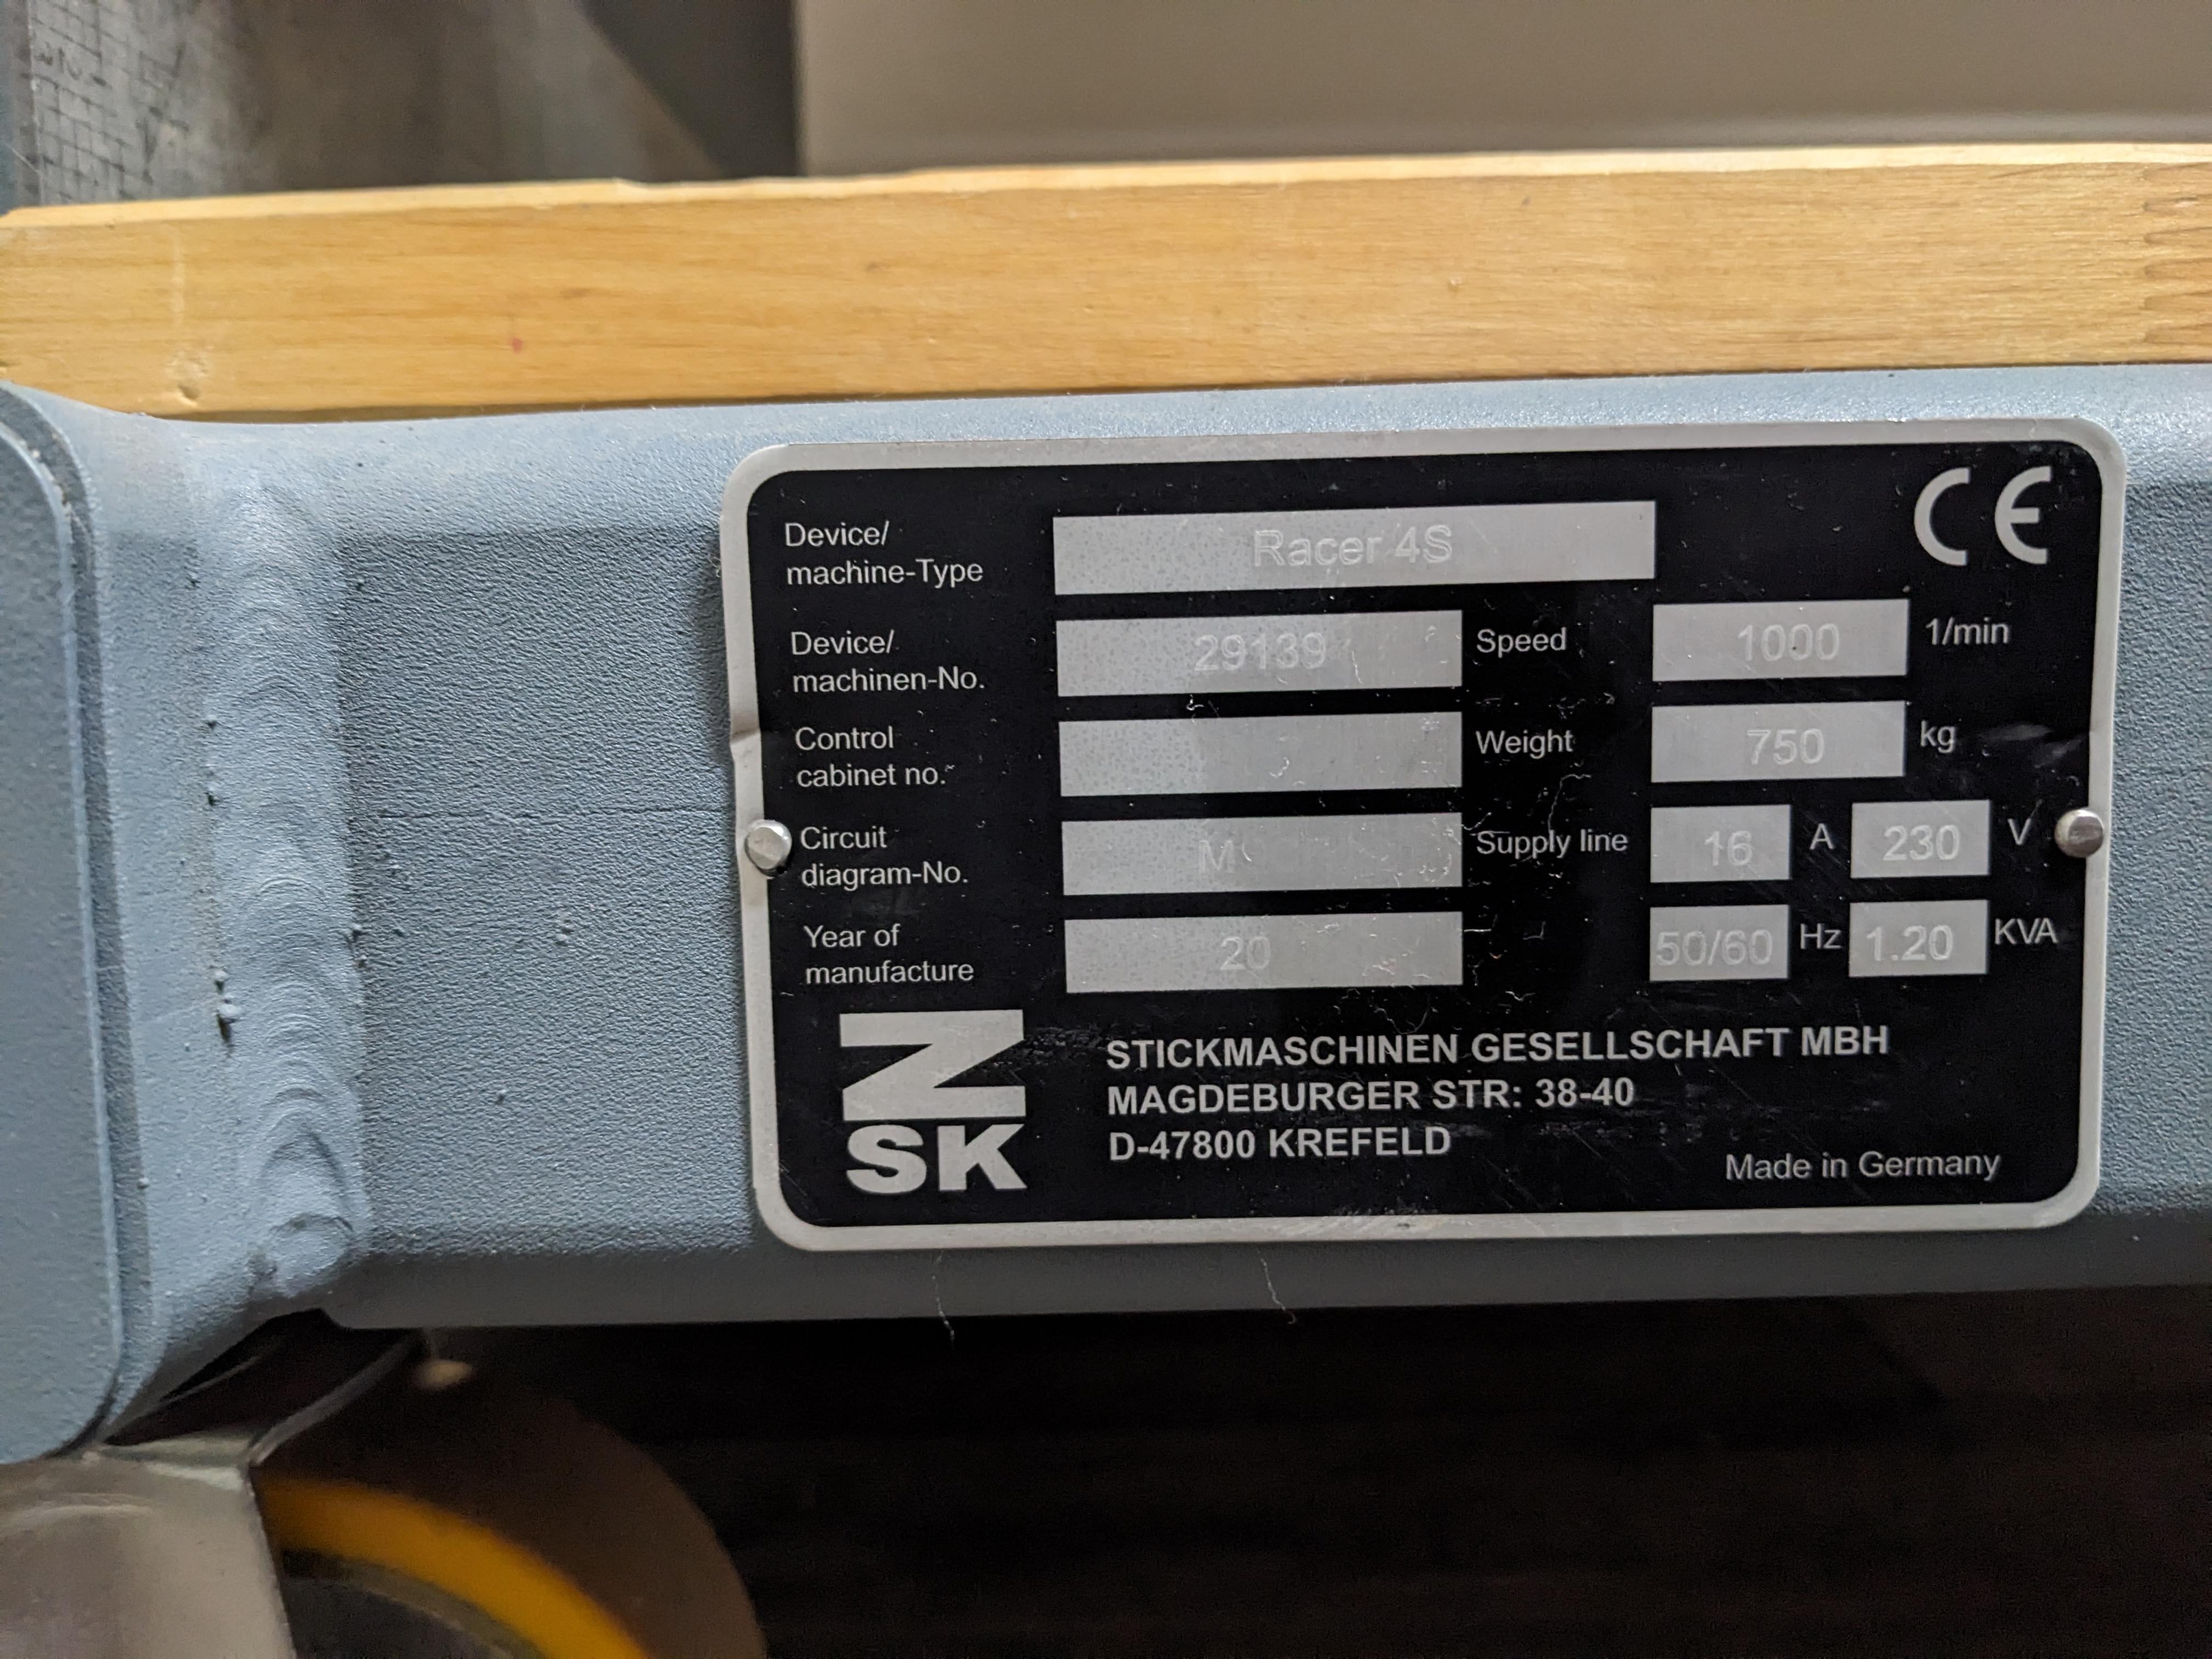 CE
Device/
machine-Type Racer 4S
Device/
machinen-No. 29139 Speed 1000 1/min
Control
cabinet no. Weight 750 kg
Circuit
diagram-No. M Supply line 16 A 230 V
Year of
manufacture 20 50/60 Hz 1.20 KVA
ZSK
STICKMASCHINEN GESELLSCHAFT MBH
MAGDEBURGER STR: 38-40
D-47800 KREFELD
Made in Germany